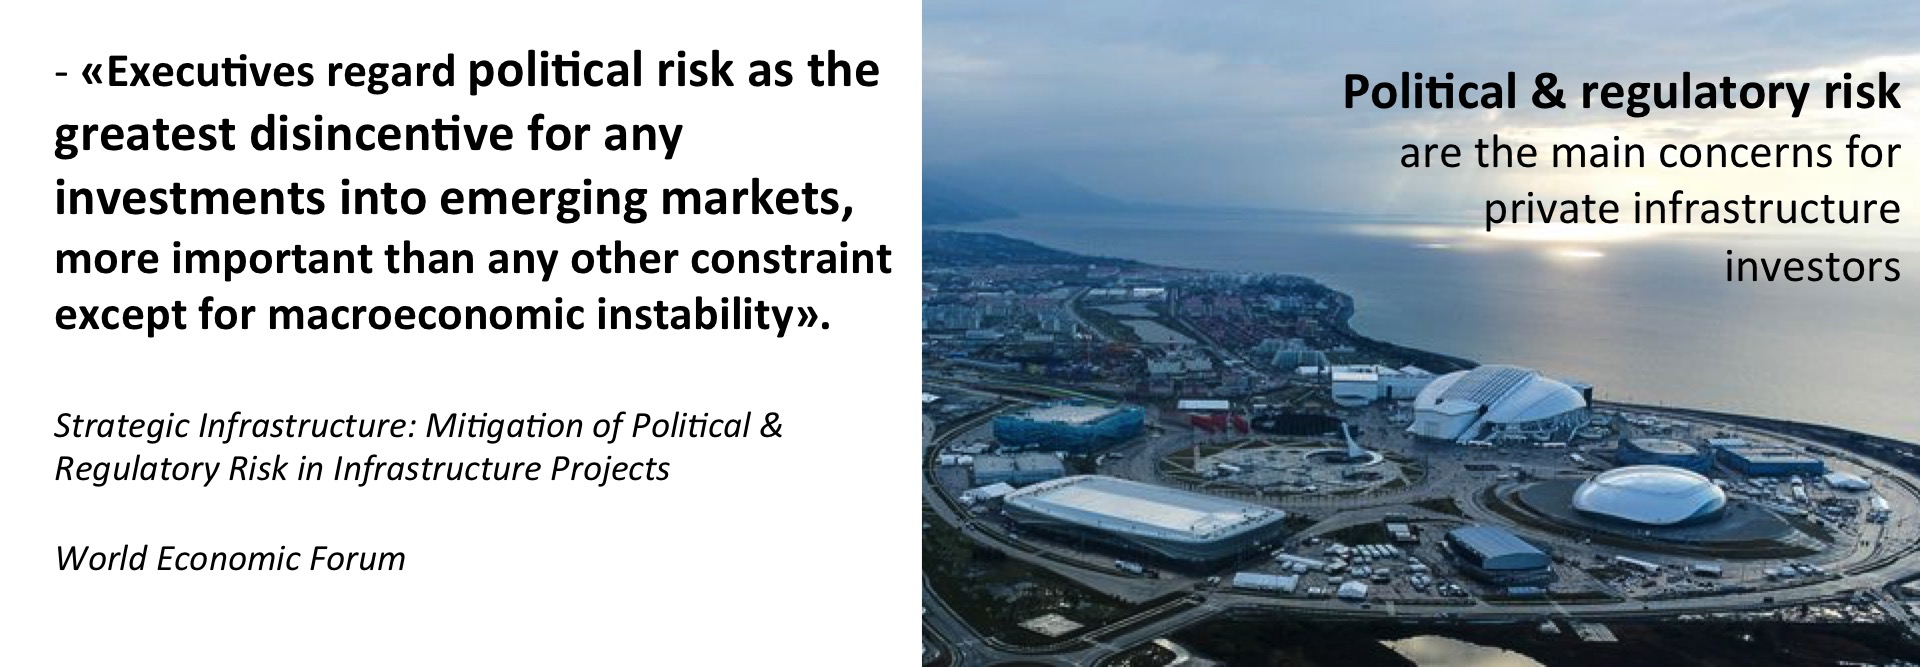 - «Executives regard political risk as the
greatest disincentive for any
investments into emerging markets,
more important than any other constraint
except for macroeconomic instability».
Strategic Infrastructure: Mitigation of Political &
Regulatory Risk in Infrastructure Projects
World Economic Forum
Political & regulatory risk
are the main concerns for
private infrastructure
investors